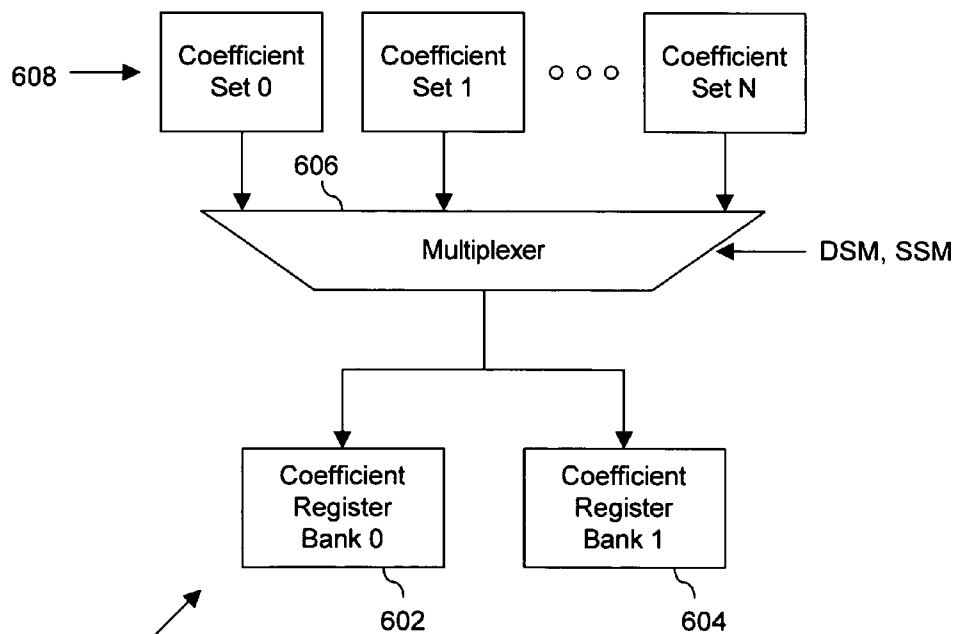 608
Coefficient
Set 0
Coefficient
Set 1
Coefficient
Set N
606
Multiplexer
DSM, SSM
Coefficient
Register
Bank 0
Coefficient
Register
Bank 1
602
604